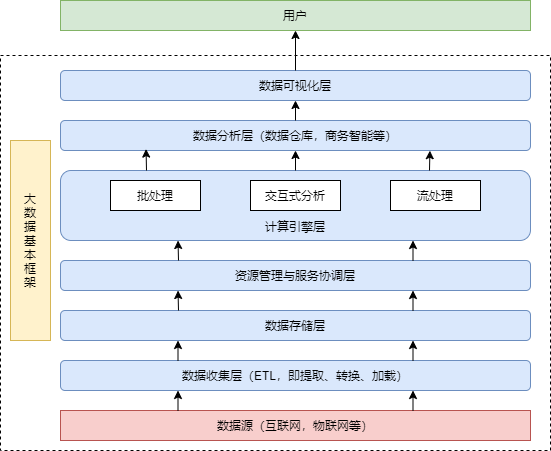 用户
数据可视化层
数据分析层（数据仓库，商务智能等）
大数据基本框架
批处理
交互式分析
流处理
计算引擎层
资源管理与服务协调层
数据存储层
数据收集层（ETL，即提取、转换、加载）
数据源（互联网，物联网等）